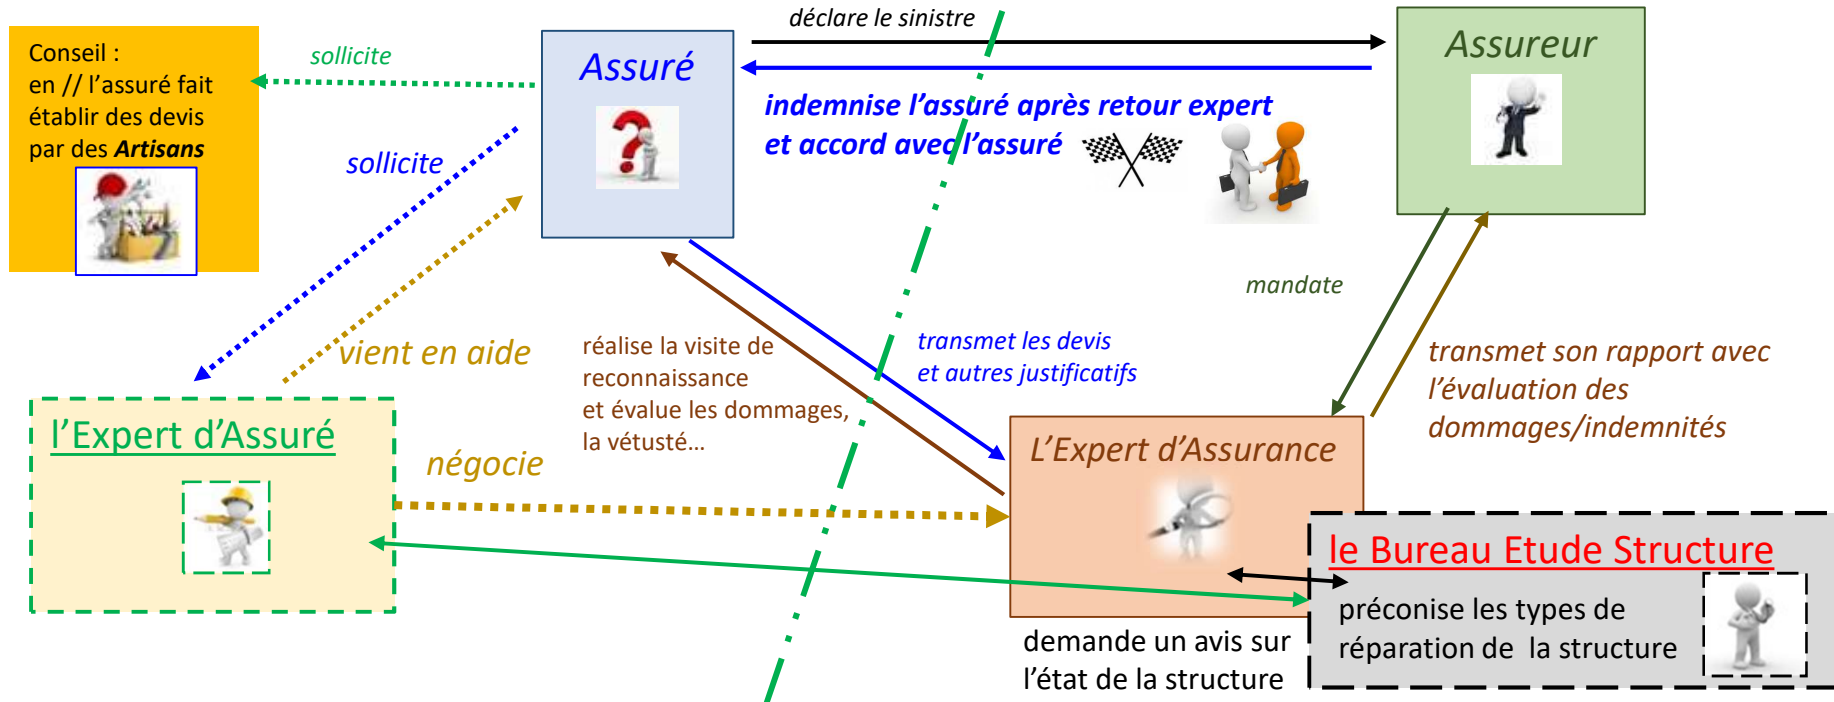 Conseil :
en // l’assuré fait
établir des devis
par des Artisans
sollicite
Assuré
déclare le sinistre
indemnise l’assuré après retour expert
et accord avec l’assuré
Assureur
sollicite
vient en aide
réalise la visite de
reconnaissance
et évalue les dommages,
la vétusté…
transmet les devis
et autres justificatifs
mandate
transmet son rapport avec
l’évaluation des
dommages/indemnités
l’Expert d’Assuré
négocie
L’Expert d’Assurance
demande un avis sur
l’état de la structure
le Bureau Etude Structure
préconise les types de
réparation de  la structure